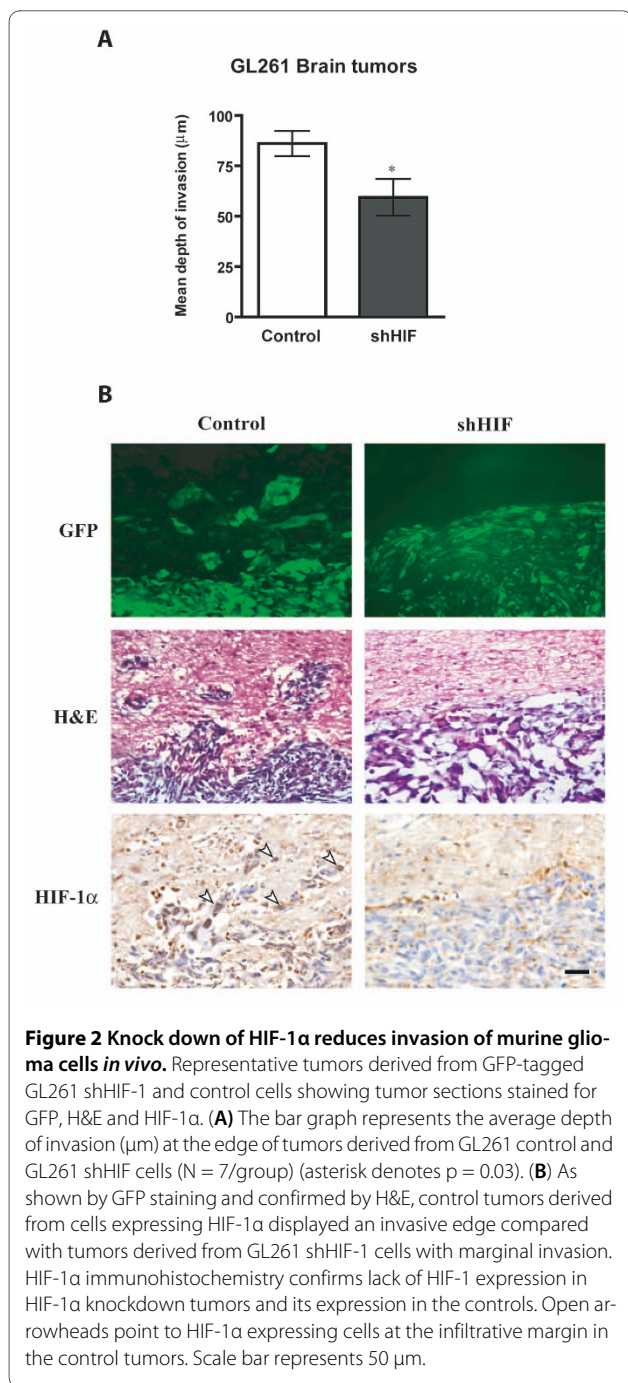 A
GL261 Brain tumors
100
75
50
25
0
Mean depth of invasion (μm)
*
Control
shHIF
B
Control
shHIF
GFP
H&E
HIF-1α
Figure 2 Knock down of HIF-1α reduces invasion of murine glio-
ma cells in vivo. Representative tumors derived from GFP-tagged
GL261 shHIF-1 and control cells showing tumor sections stained for
GFP, H&E and HIF-1α. (A) The bar graph represents the average depth
of invasion (μm) at the edge of tumors derived from GL261 control and
GL261 shHIF cells (N = 7/group) (asterisk denotes p = 0.03). (B) As
shown by GFP staining and confirmed by H&E, control tumors derived
from cells expressing HIF-1α displayed an invasive edge compared
with tumors derived from GL261 shHIF-1 cells with marginal invasion.
HIF-1α immunohistochemistry confirms lack of HIF-1 expression in
HIF-1α knockdown tumors and its expression in the controls. Open ar-
rowheads point to HIF-1α expressing cells at the infiltrative margin in
the control tumors. Scale bar represents 50 μm.